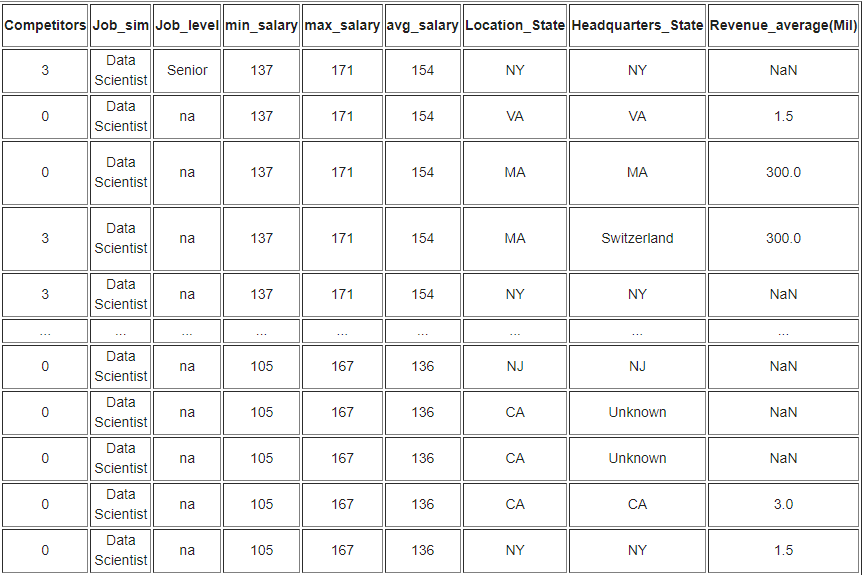 Competitors Job_sim Job_level min_salary max_salary avg_salary Location_State Headquarters_State Revenue_average(Mil)
3 Data Scientist Senior 137 171 154 NY NY NaN
0 Data Scientist na 137 171 154 VA VA 1.5
0 Data Scientist na 137 171 154 MA MA 300.0
3 Data Scientist na 137 171 154 MA Switzerland 300.0
3 Data Scientist na 137 171 154 NY NY NaN
... ... ... ... ... ... ... ... ...
0 Data Scientist na 105 167 136 NJ NJ NaN
0 Data Scientist na 105 167 136 CA Unknown NaN
0 Data Scientist na 105 167 136 CA Unknown NaN
0 Data Scientist na 105 167 136 CA CA 3.0
0 Data Scientist na 105 167 136 NY NY 1.5